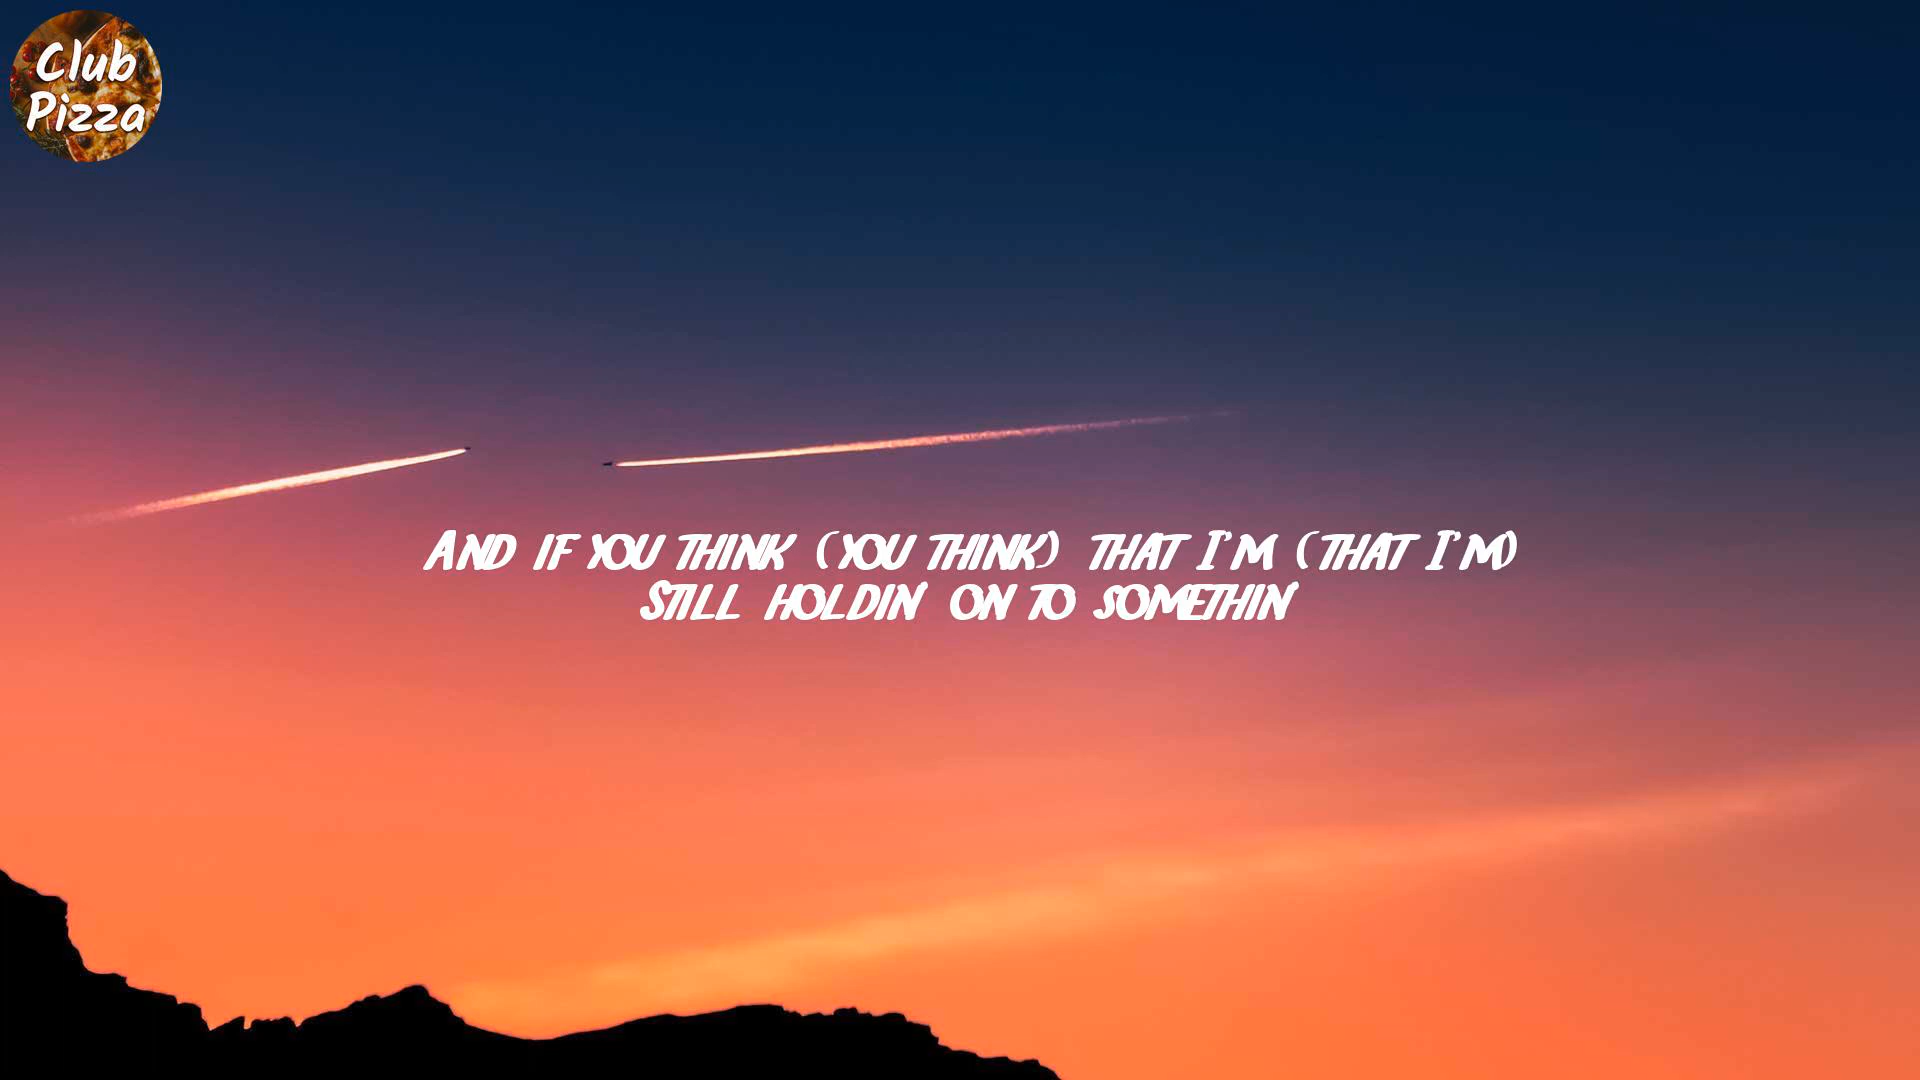 Club
Pizza
AND IF YOU THINK (YOU THINK) THAT I'M (THAT I'M)
STILL HOLDIN' ON TO SOMETHIN'